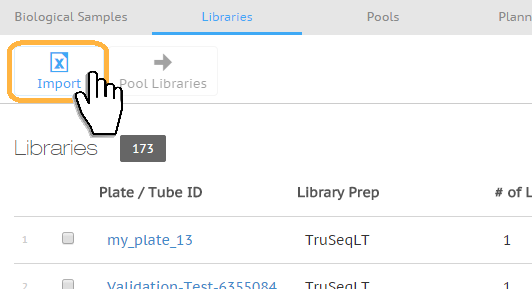 Biological Samples Libraries Pools Plann
Import Pool Libraries
Libraries 173
Plate / Tube ID Library Prep # of L
1 my_plate_13 TruSeqLT 1
2 Validation-Test-6355084 TruSeqLT 1